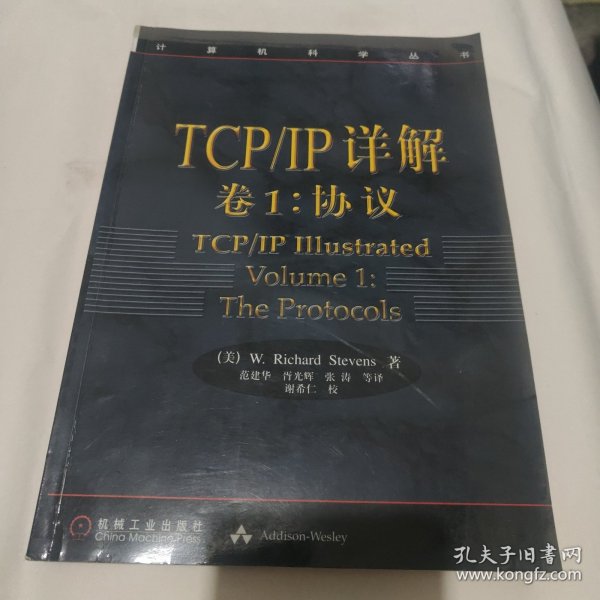 计算机科学丛书
TCP/IP 详解
卷1:协议
TCP/IP Illustrated
Volume 1:
The Protocols
(美) W. Richard Stevens 著
范建华 胥光辉 张涛 等译
谢希仁 校
机械工业出版社
China Machine Press
Addison-Wesley
孔夫子旧书网
www.kongfz.com